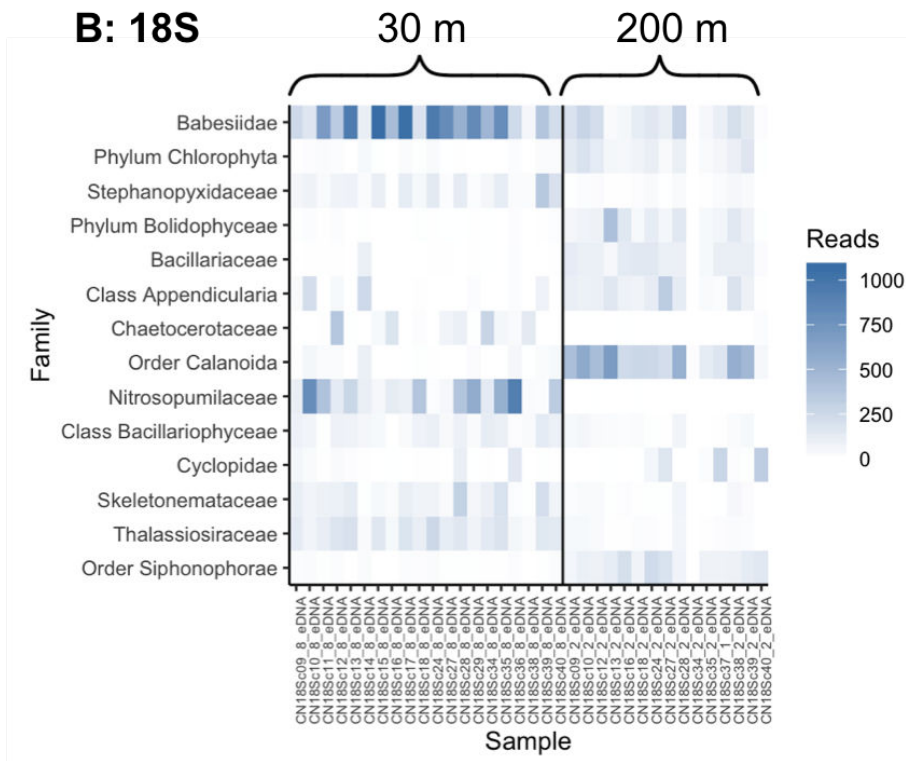 B: 18S 30 m 200 m
Babesiidae
Phylum Chlorophyta
Stephanopyxidaceae
Phylum Bolidophyceae
Bacillariaceae
Class Appendicularia
Chaetocerotaceae
Order Calanoida
Nitrosopumilaceae
Class Bacillariophyceae
Cyclopidae
Skeletonemataceae
Thalassiosiraceae
Order Siphonophorae
Family
Reads
1000
750
500
250
0
CN18Sc09_8_eDNA
CN18Sc10_8_eDNA
CN18Sc11_8_eDNA
CN18Sc12_8_eDNA
CN18Sc13_8_eDNA
CN18Sc14_8_eDNA
CN18Sc15_8_eDNA
CN18Sc16_8_eDNA
CN18Sc17_8_eDNA
CN18Sc18_8_eDNA
CN18Sc24_8_eDNA
CN18Sc27_8_eDNA
CN18Sc28_8_eDNA
CN18Sc29_8_eDNA
CN18Sc34_8_eDNA
CN18Sc35_8_eDNA
CN18Sc36_8_eDNA
CN18Sc38_8_eDNA
CN18Sc39_8_eDNA
CN18Sc40_8_eDNA
CN18Sc09_2_eDNA
CN18Sc10_2_eDNA
CN18Sc12_2_eDNA
CN18Sc13_2_eDNA
CN18Sc16_2_eDNA
CN18Sc18_2_eDNA
CN18Sc24_2_eDNA
CN18Sc27_2_eDNA
CN18Sc28_2_eDNA
CN18Sc34_2_eDNA
CN18Sc35_2_eDNA
CN18Sc37_1_eDNA
CN18Sc38_2_eDNA
CN18Sc39_2_eDNA
CN18Sc40_2_eDNA
Sample